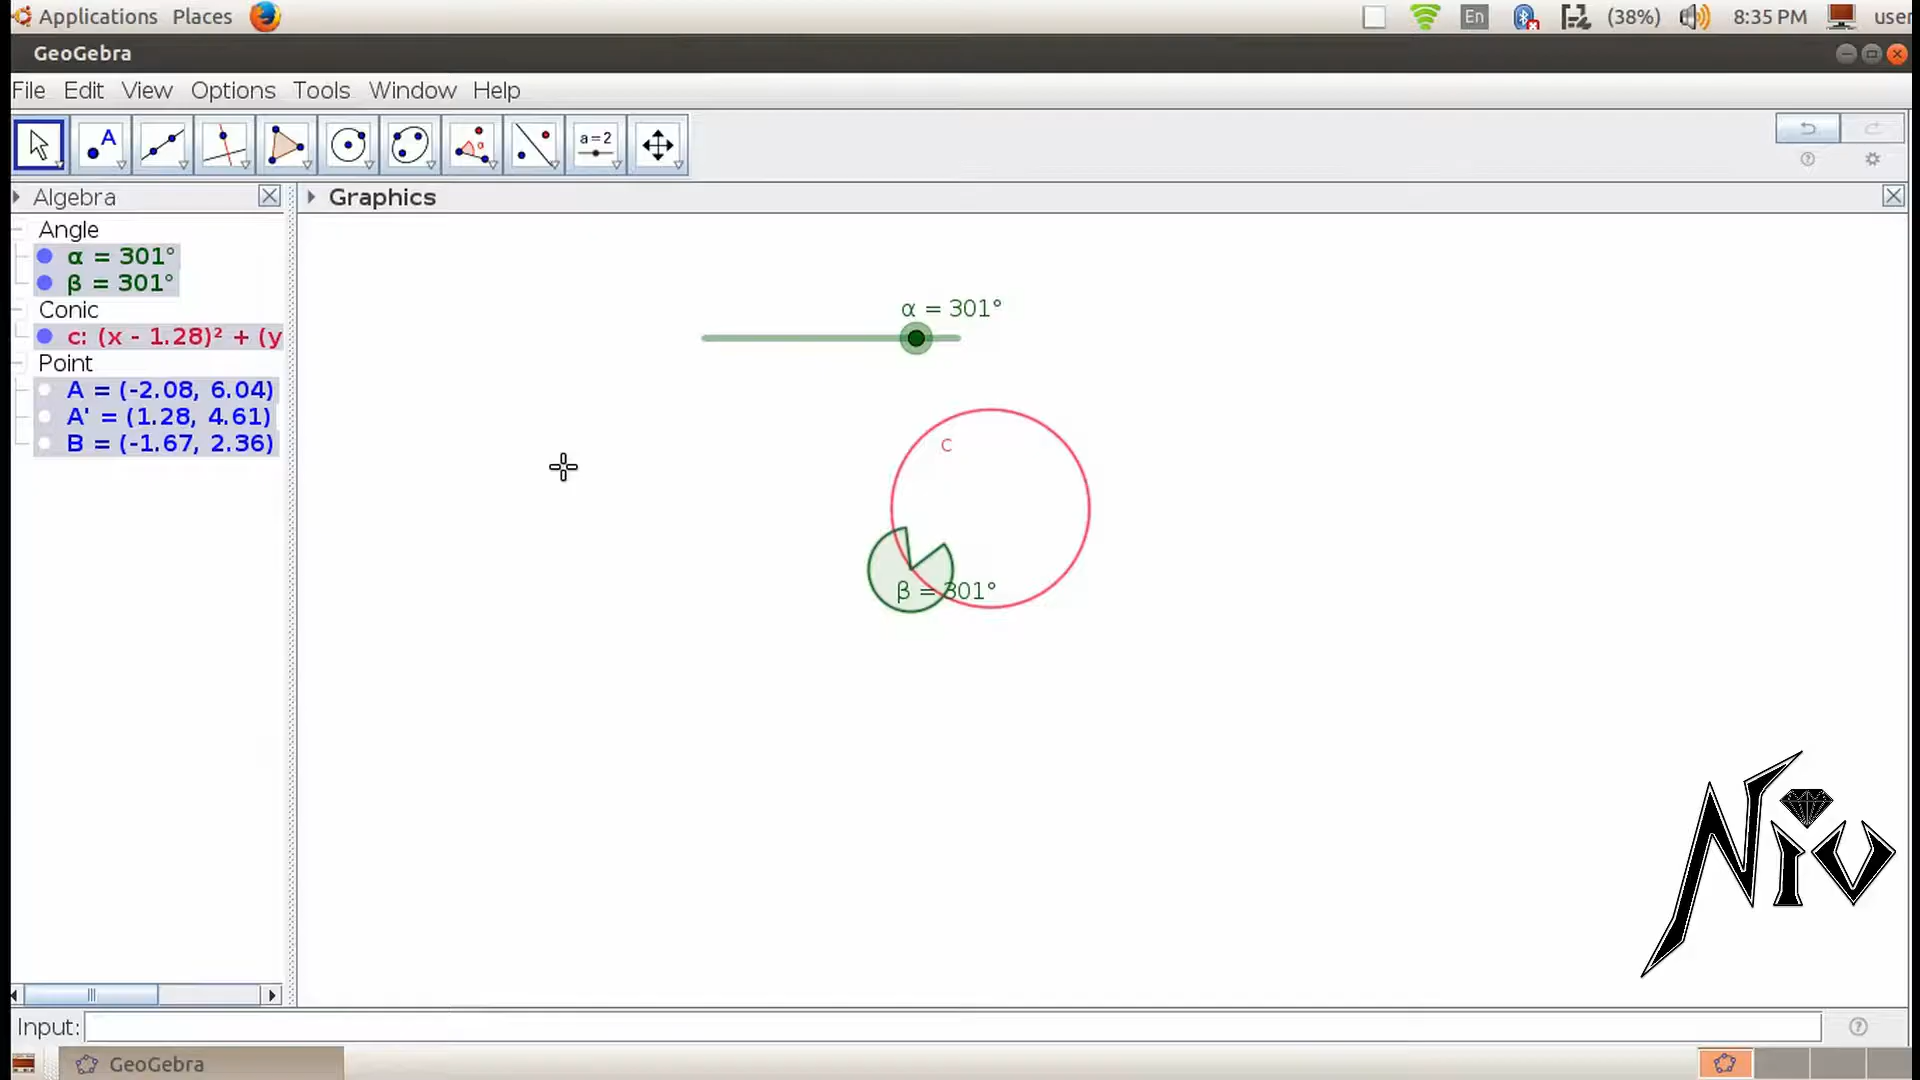 Applications Places En (38%) 8:35 PM user
GeoGebra
File Edit View Options Tools Window Help
A a=2
Algebra Graphics
Angle
α = 301°
β = 301°
Conic
c: (x - 1.28)² + (y
Point
A = (-2.08, 6.04)
A' = (1.28, 4.61)
B = (-1.67, 2.36)
α = 301°
c
β = 301°
Niv
Input:
GeoGebra